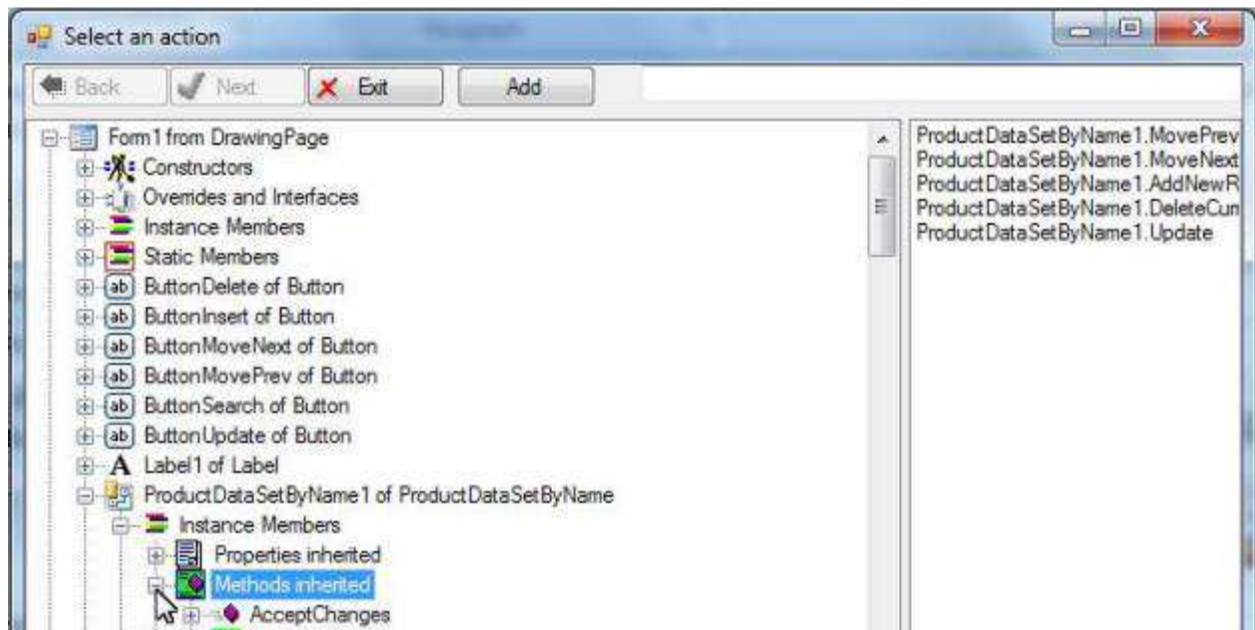 Select an action
Back Next Exit Add
Form1 from DrawingPage
Constructors
Overrides and Interfaces
Instance Members
Static Members
ButtonDelete of Button
ButtonInsert of Button
ButtonMoveNext of Button
ButtonMovePrev of Button
ButtonSearch of Button
ButtonUpdate of Button
Label1 of Label
ProductDataSetByName1 of ProductDataSetByName
Instance Members
Properties inherited
Methods inherited
AcceptChanges
ProductDataSetByName1.MovePrev
ProductDataSetByName1.MoveNext
ProductDataSetByName1.AddNewR
ProductDataSetByName1.DeleteCurr
ProductDataSetByName1.Update